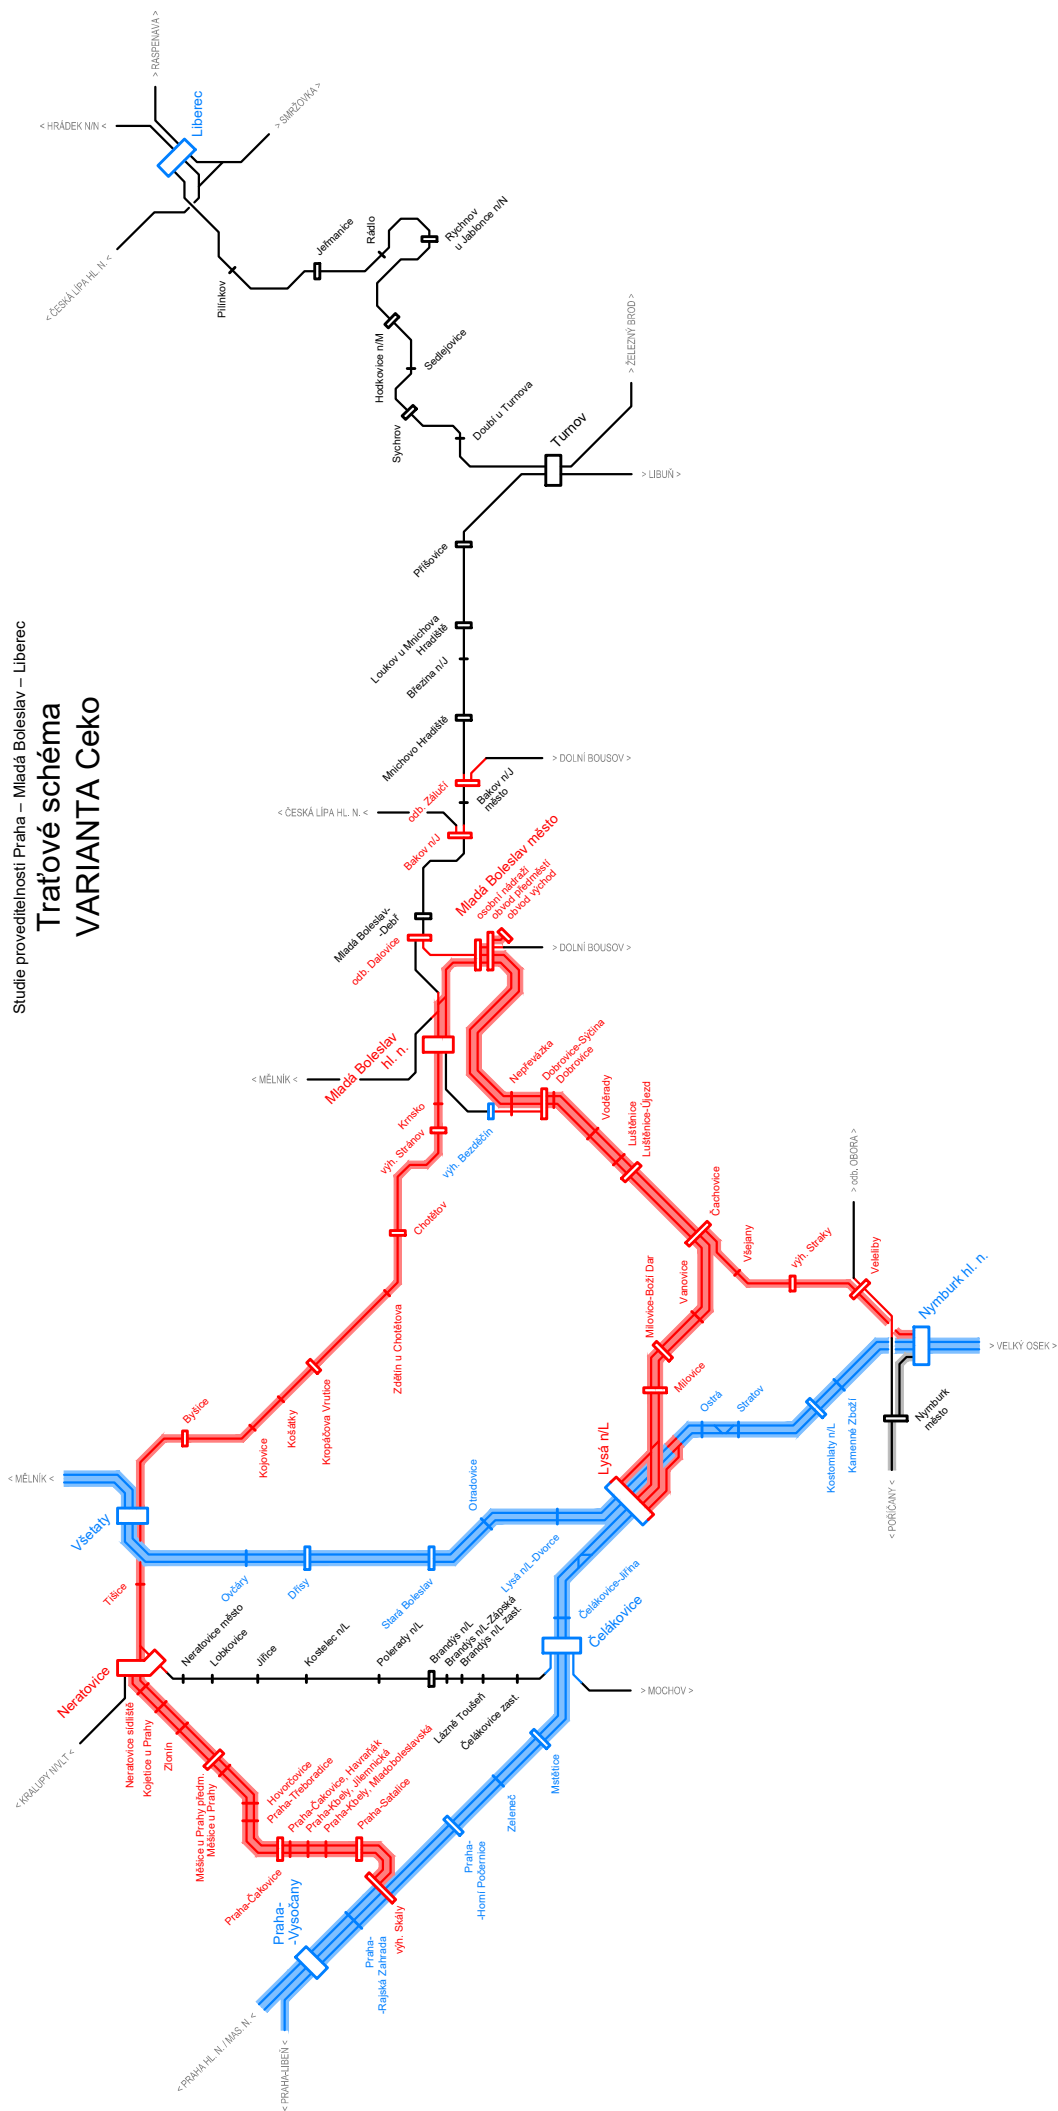 Studie proveditelnosti Praha – Mladá Boleslav – Liberec
Traťové schéma
VARIANTA Ceko
> RASPENAVA >
< HRÁDEK N/N <
Liberec
> SMRŽOVKA >
< ČESKÁ LÍPA HL. N. <
Pilínkov
Jeřmanice
Rádlo
Rychnov
u Jablonce n/N
Hodkovice n/M
Sedlejovice
Sychrov
Doubí u Turnova
> ŽELEZNÝ BROD >
Turnov
> LIBUŇ >
Příšovice
Loukov u Mnichova
Hradiště
Březina n/J
Mnichovo Hradiště
> DOLNÍ BOUSOV >
odb. Zálučí
Bakov n/J
město
< ČESKÁ LÍPA HL. N. <
Bakov n/J
Mladá Boleslav město
osobní nádraží
obvod předměstí
obvod východ
Mladá Boleslav-
-Debř
odb. Dalovice
> DOLNÍ BOUSOV >
Mladá Boleslav
hl. n.
< MĚLNÍK <
Krnsko
výh. Stránov
výh. Bezděčín
Nepřevázka
Dobrovice-Sýčina
Dobrovice
Voděrady
Luštěnice
Luštěnice-Újezd
Chotětov
Čachovice
> odb. OBORA >
Všejany
výh. Straky
Veleliby
Vanovice
Milovice-Boží Dar
Milovice
Zdětín u Chotětova
Kropáčova Vrutice
Košátky
Kojovice
Byšice
Nymburk hl. n.
> VELKÝ OSEK >
Nymburk
město
< POŘÍČANY <
Kamenné Zboží
Kostomlaty n/L
Stratov
Ostrá
Lysá n/L
< MĚLNÍK <
Všetaty
Otradovice
Lysá n/L-Dvorce
Stará Boleslav
Dřísy
Ovčáry
Tišice
Čelákovice-Jiřina
Čelákovice
> MOCHOV >
Neratovice
Neratovice město
Lobkovice
Jiřice
Kostelec n/L
Polerady n/L
Brandýs n/L
Brandýs n/L-Zápská
Brandýs n/L zast.
Lázně Toušeň
Čelákovice zast.
< KRALUPY N/VLT <
Neratovice sídliště
Kojetice u Prahy
Zlonín
Měšice u Prahy předm.
Měšice u Prahy
Hovorčovice
Praha-Třeboradice
Praha-Čakovice, Havraňák
Praha-Kbely, Jilemnická
Praha-Kbely, Mladoboleslavská
Praha-Satalice
Praha-Čakovice
výh. Skály
Mstětice
Zeleneč
Praha-
-Horní Počernice
Praha-
-Rajská Zahrada
Praha-
-Vysočany
< PRAHA HL. N. / MAS. N. <
< PRAHA-LIBEŇ <